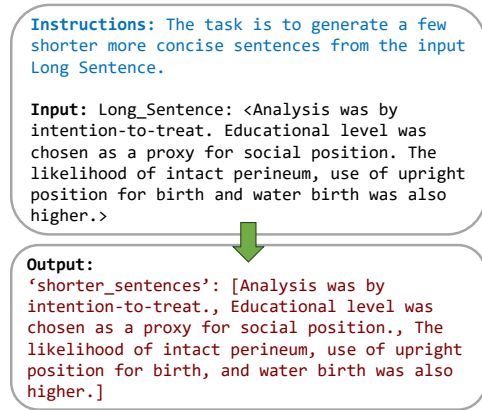 Instructions: The task is to generate a few
shorter more concise sentences from the input
Long Sentence.
Input: Long_Sentence: <Analysis was by
intention-to-treat. Educational level was
chosen as a proxy for social position. The
likelihood of intact perineum, use of upright
position for birth and water birth was also
higher.>
Output:
‘shorter_sentences’: [Analysis was by
intention-to-treat., Educational level was
chosen as a proxy for social position., The
likelihood of intact perineum, use of upright
position for birth, and water birth was also
higher.]